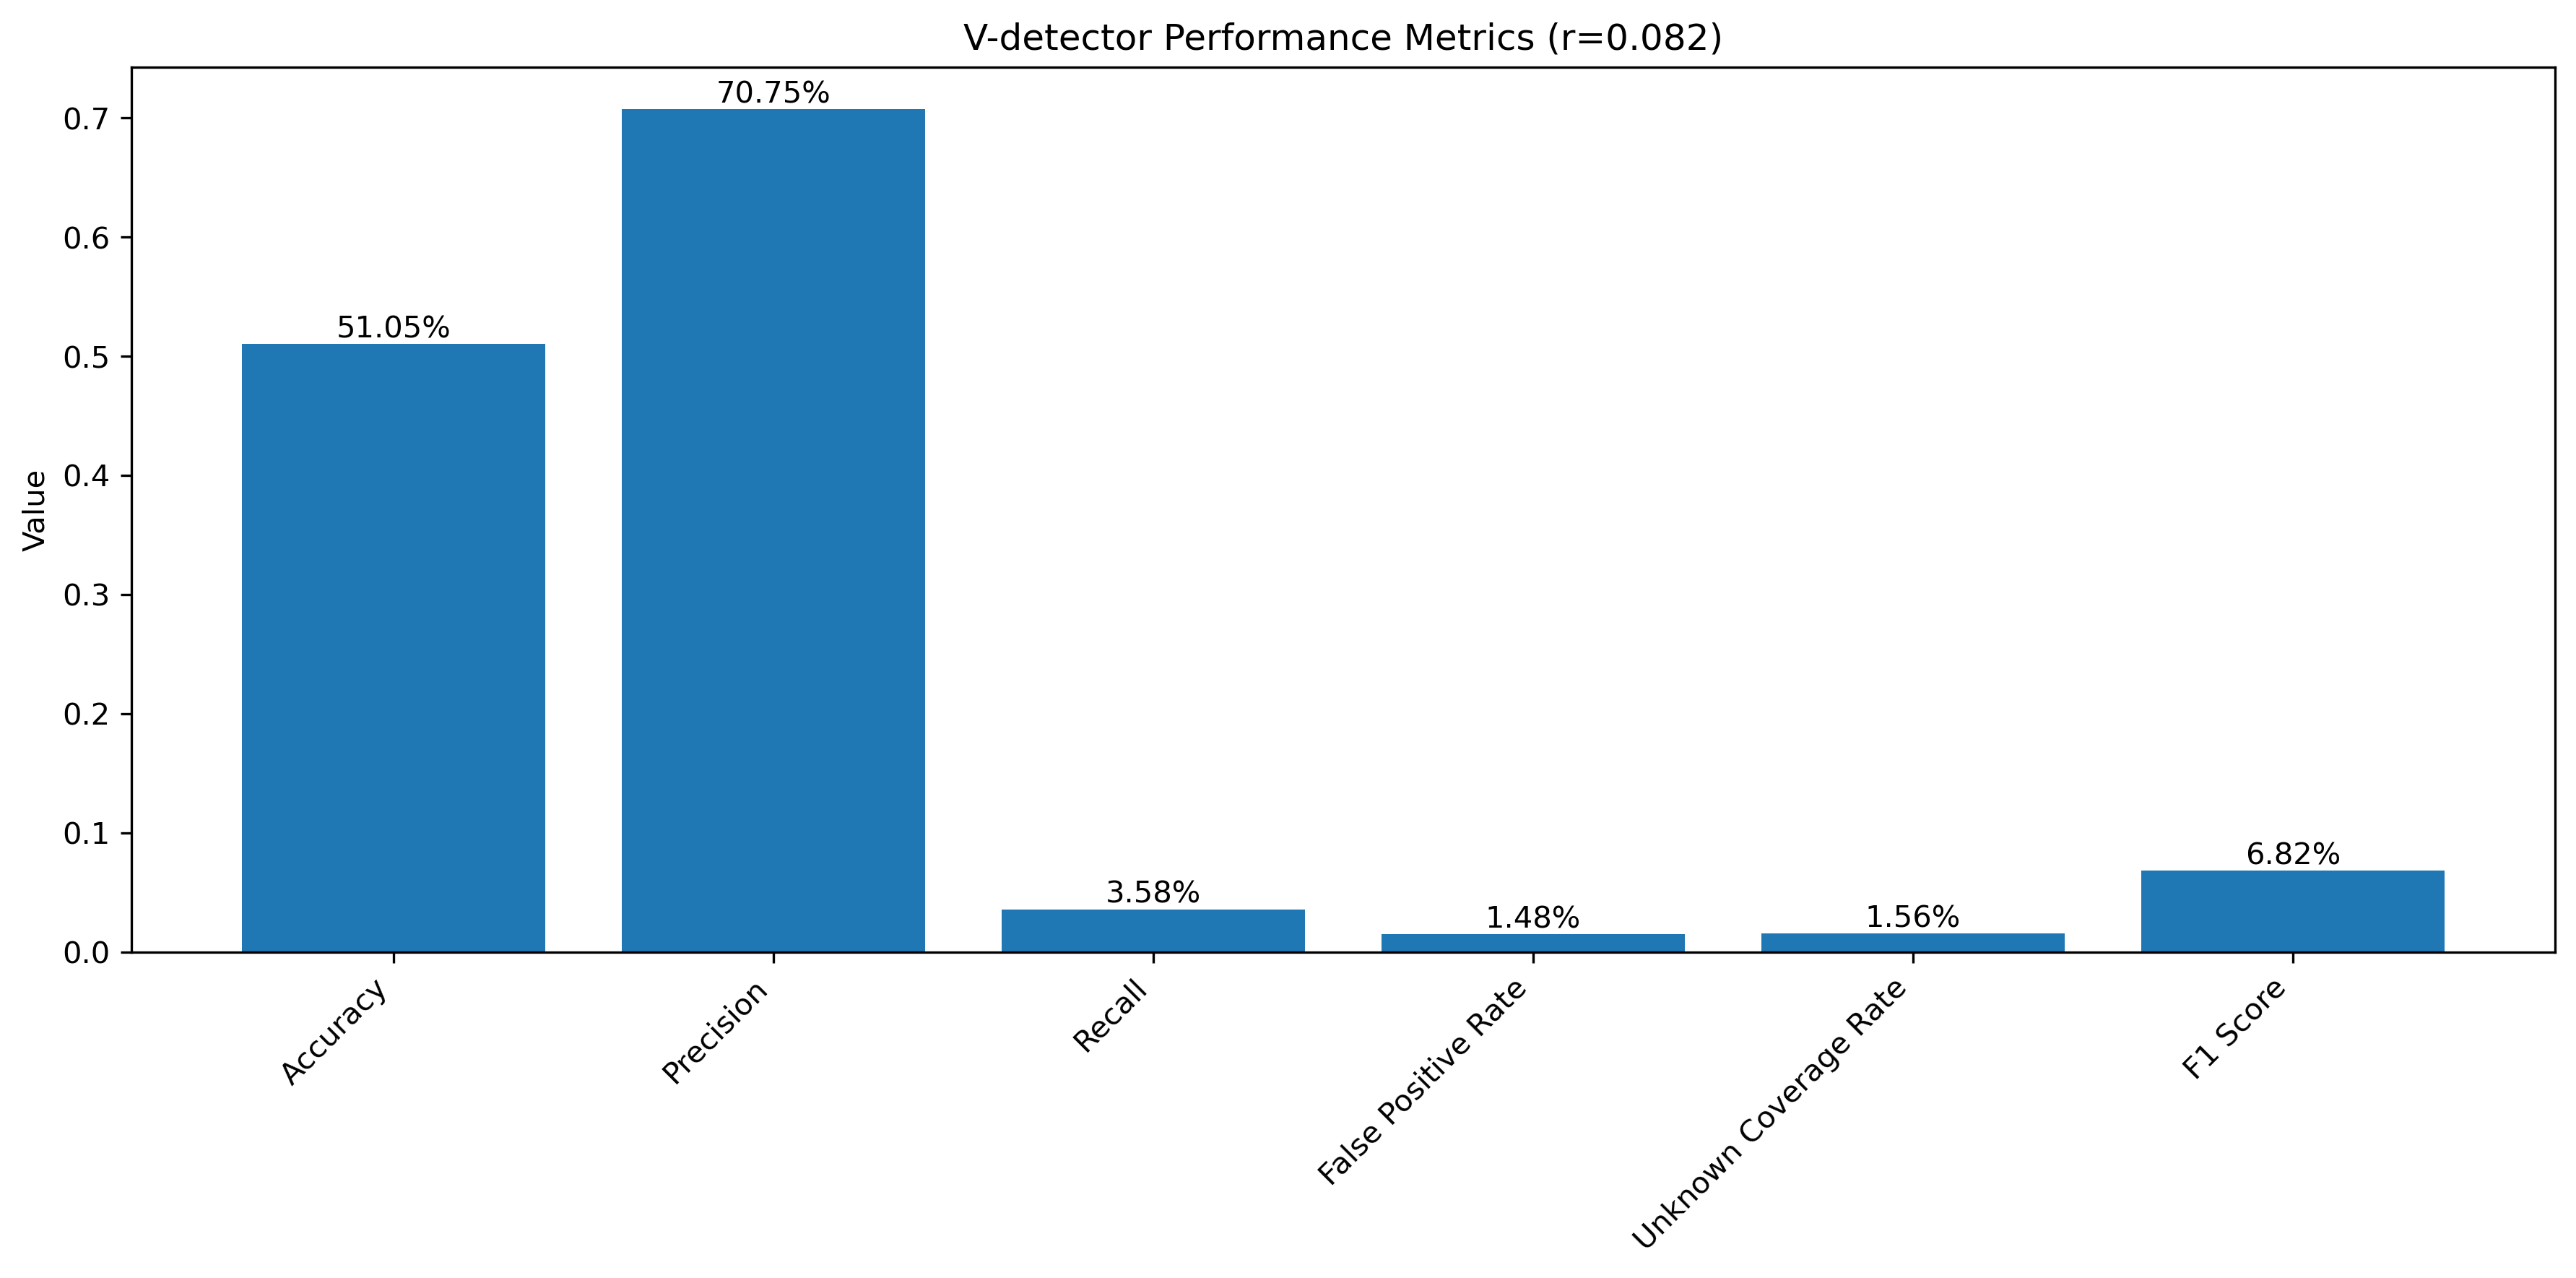 V-detector Performance Metrics (r=0.082)
Value
0.7
0.6
0.5
0.4
0.3
0.2
0.1
0.0
51.05%
70.75%
3.58%
1.48%
1.56%
6.82%
Accuracy
Precision
Recall
False Positive Rate
Unknown Coverage Rate
F1 Score